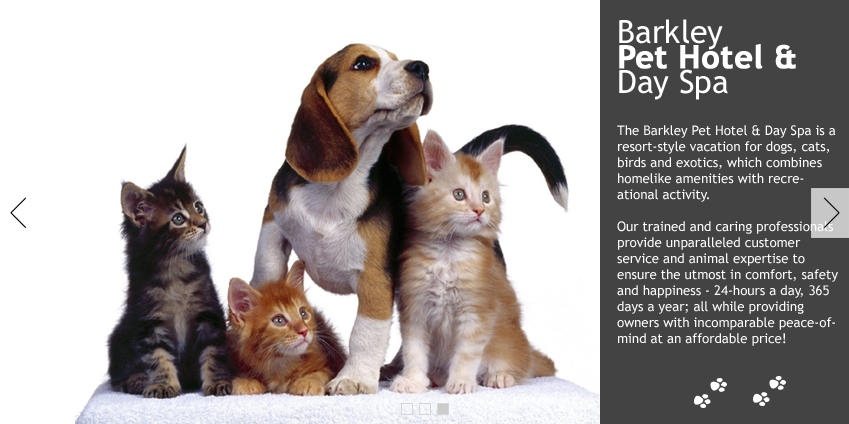 Barkley
Pet Hotel &
Day Spa
The Barkley Pet Hotel & Day Spa is a
resort-style vacation for dogs, cats,
birds and exotics, which combines
homelike amenities with recre-
ational activity.
Our trained and caring professionals
provide unparalleled customer
service and animal expertise to
ensure the utmost in comfort, safety
and happiness - 24-hours a day, 365
days a year; all while providing
owners with incomparable peace-of-
mind at an affordable price!